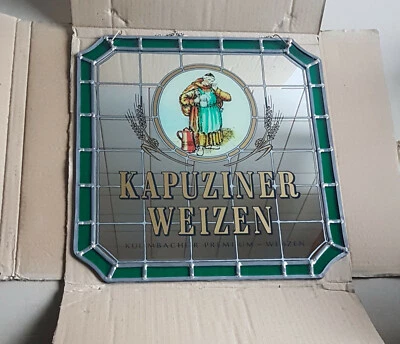 KAPUZINER
WEIZEN
KULMBACHER PREMIUM-WEIZEN